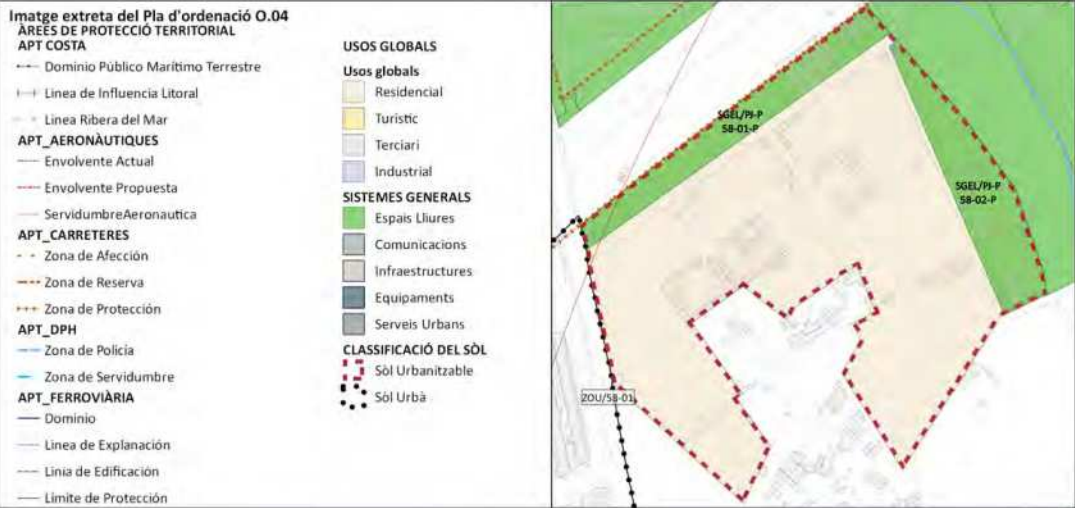 Imatge extreta del Pla d'ordenació O.04
ÀREES DE PROTECCIÓ TERRITORIAL
APT COSTA
Dominio Público Marítimo Terrestre
Linea de Influencia Litoral
Linea Ribera del Mar
APT_AERONÀUTIQUES
Envolvente Actual
Envolvente Propuesta
ServidumbreAeronautica
APT_CARRETERES
Zona de Afección
Zona de Reserva
Zona de Protección
APT_DPH
Zona de Policía
Zona de Servidumbre
APT_FERROVIÀRIA
Dominio
Linea de Explanación
Linia de Edificación
Limite de Protección
USOS GLOBALS
Usos globals
Residencial
Turistic
Terciari
Industrial
SISTEMES GENERALS
Espais Lliures
Comunicacions
Infraestructures
Equipaments
Serveis Urbans
CLASSIFICACIÓ DEL SÒL
Sòl Urbanitzable
Sòl Urbà
SGEL/PJ-P
58-01-P
SGEL/PJ-P
58-02-P
ZOU/58-01